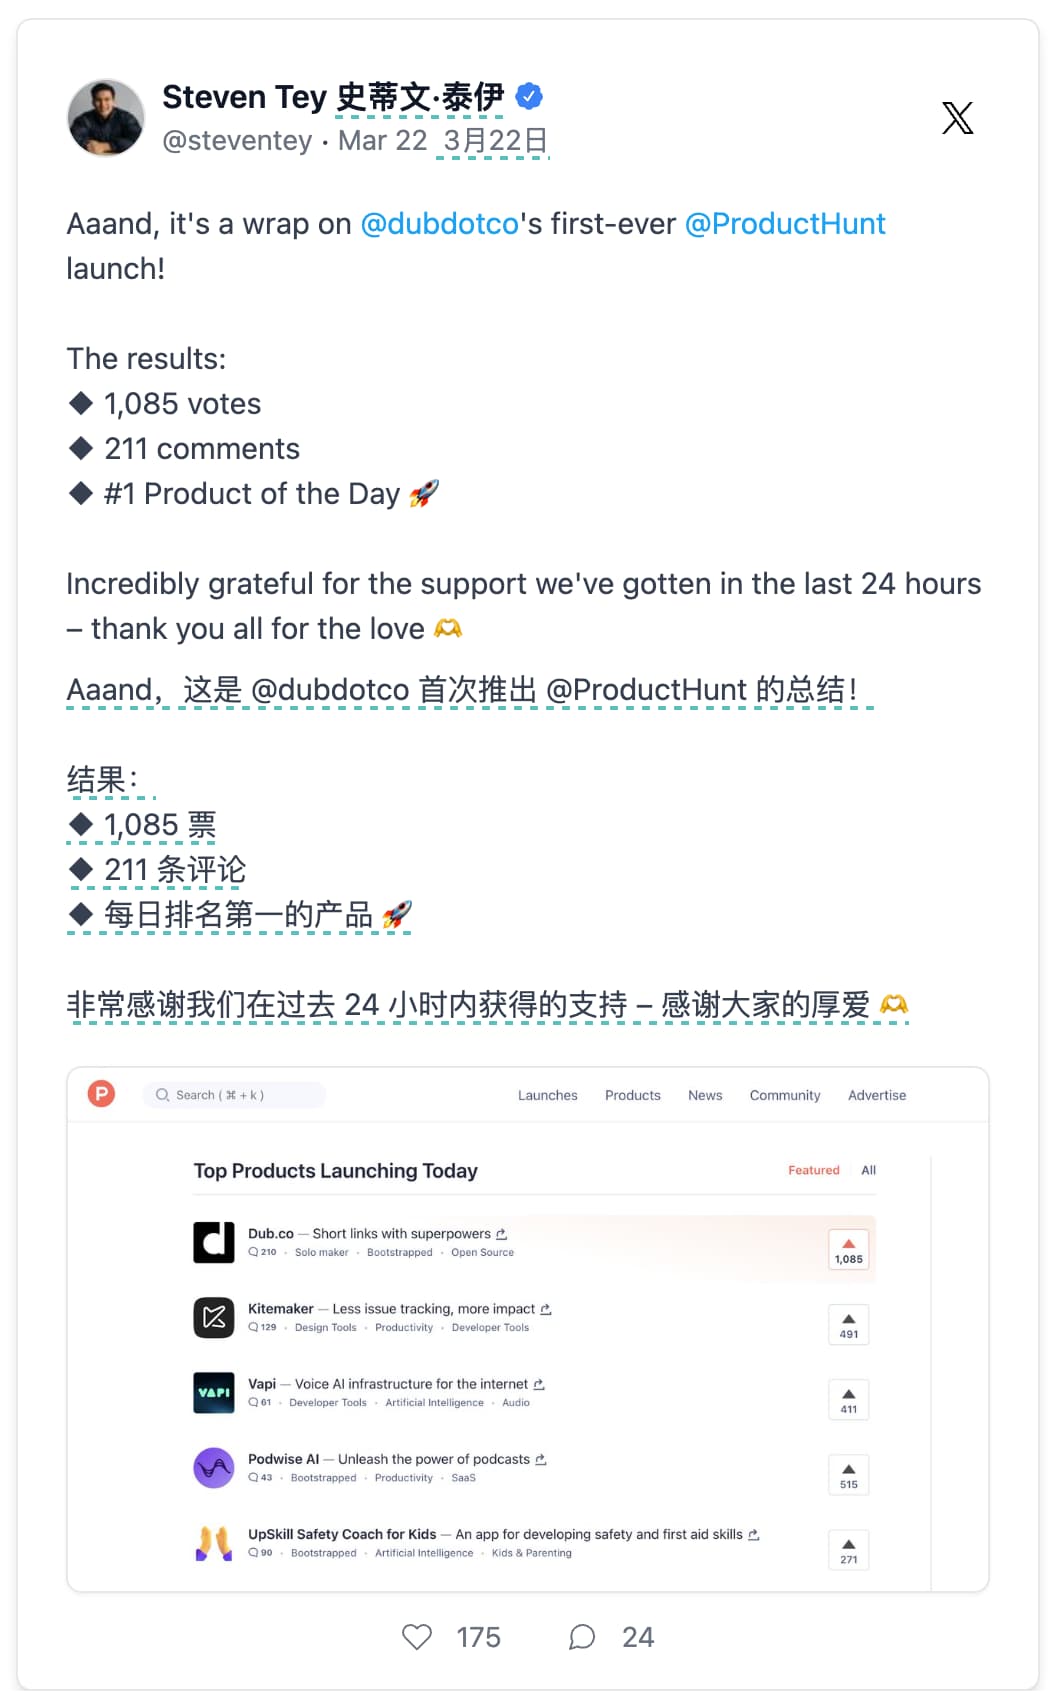 Steven Tey 史蒂文·泰伊
@steventey · Mar 22 3月22日
Aaand, it's a wrap on @dubdotco's first-ever @ProductHunt
launch!
The results:
◆ 1,085 votes
◆ 211 comments
◆ #1 Product of the Day 🚀
Incredibly grateful for the support we've gotten in the last 24 hours
– thank you all for the love 🫶
Aaand，这是 @dubdotco 首次推出 @ProductHunt 的总结！
结果：
◆ 1,085 票
◆ 211 条评论
◆ 每日排名第一的产品 🚀
非常感谢我们在过去 24 小时内获得的支持 – 感谢大家的厚爱 🫶
P Search ( ⌘ + k ) Launches Products News Community Advertise
Top Products Launching Today Featured All
Dub.co — Short links with superpowers
210 · Solo maker · Bootstrapped · Open Source
1,085
Kitemaker — Less issue tracking, more impact
129 · Design Tools · Productivity · Developer Tools
491
VAPI
Vapi — Voice AI infrastructure for the internet
61 · Developer Tools · Artificial Intelligence · Audio
411
Podwise AI — Unleash the power of podcasts
43 · Bootstrapped · Productivity · SaaS
515
UpSkill Safety Coach for Kids — An app for developing safety and first aid skills
90 · Bootstrapped · Artificial Intelligence · Kids & Parenting
271
175 24